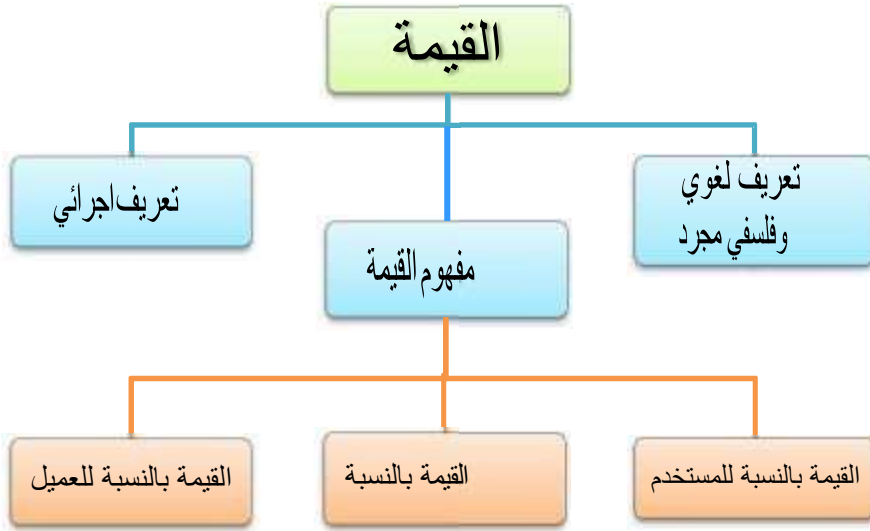 القيمة
تعريف لغوي
وفلسفي مجرد
تعريف اجرائي
مفهوم القيمة
القيمة بالنسبة للمستخدم
القيمة بالنسبة
القيمة بالنسبة للعميل